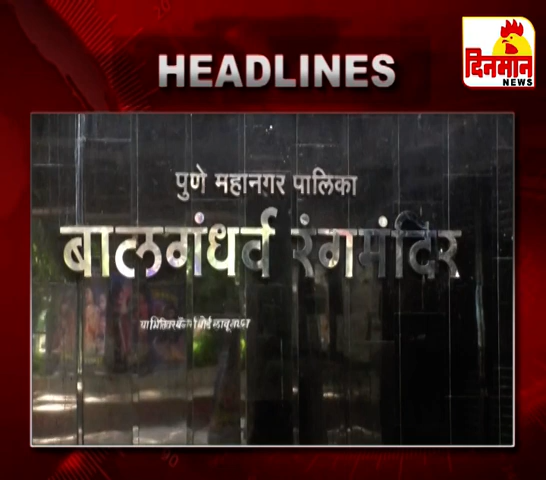 HEADLINES
दिनमान
NEWS
पुणे महानगर पालिका
बालगंधर्व रंगमंदिर